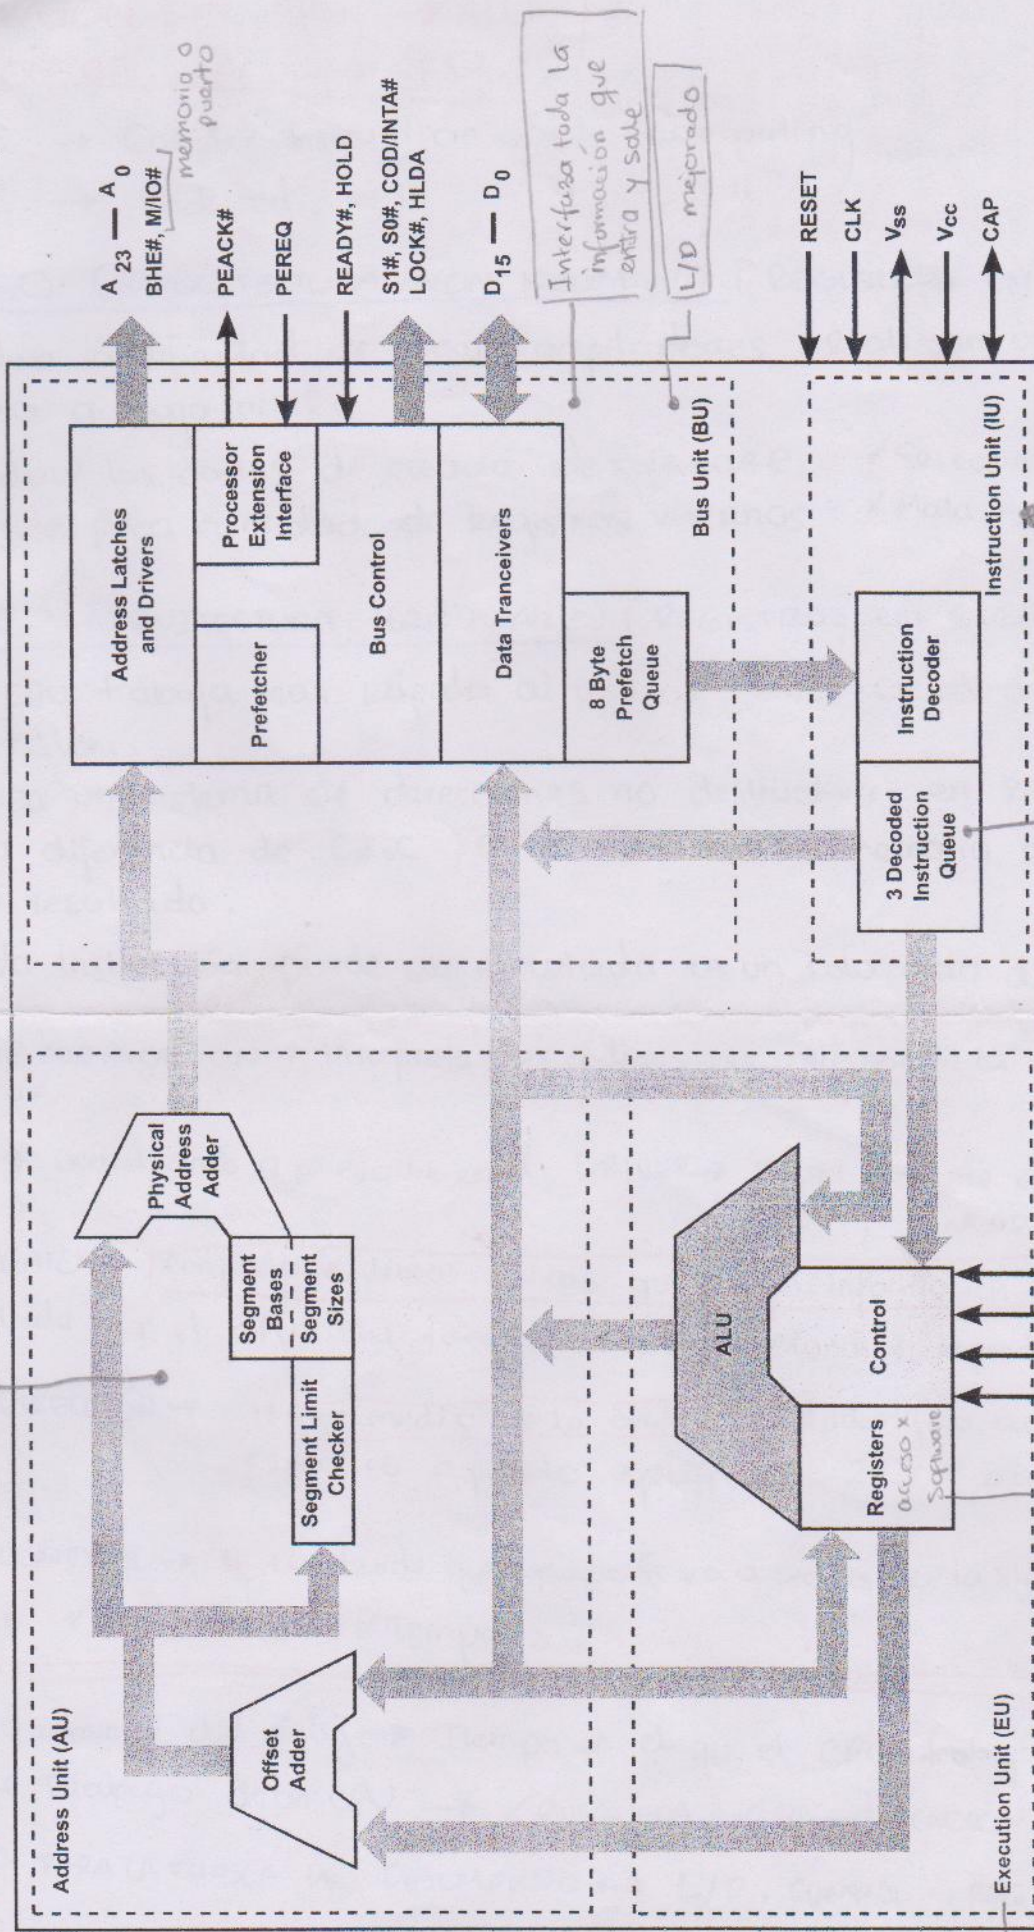 Address Unit (AU)
Offset
Adder
Segment Limit
Checker
Segment
Bases
Segment
Sizes
Physical
Address
Adder
Address Latches
and Drivers
Prefetcher
Processor
Extension
Interface
Bus Control
Data Tranceivers
8 Byte
Prefetch
Queue
Bus Unit (BU)
A 23 — A 0
BHE#, M/IO#
memoria o
puerto
PEACK#
PEREQ
READY#, HOLD
S1#, S0#, COD/INTA#
LOCK#, HLDA
D15 — D0
Interfasa toda la
información que
entra y sale
L/D mejorado
Execution Unit (EU)
Registers
acceso x
software
ALU
Control
3 Decoded
Instruction
Queue
Instruction
Decoder
Instruction Unit (IU)
RESET
CLK
Vss
Vcc
CAP